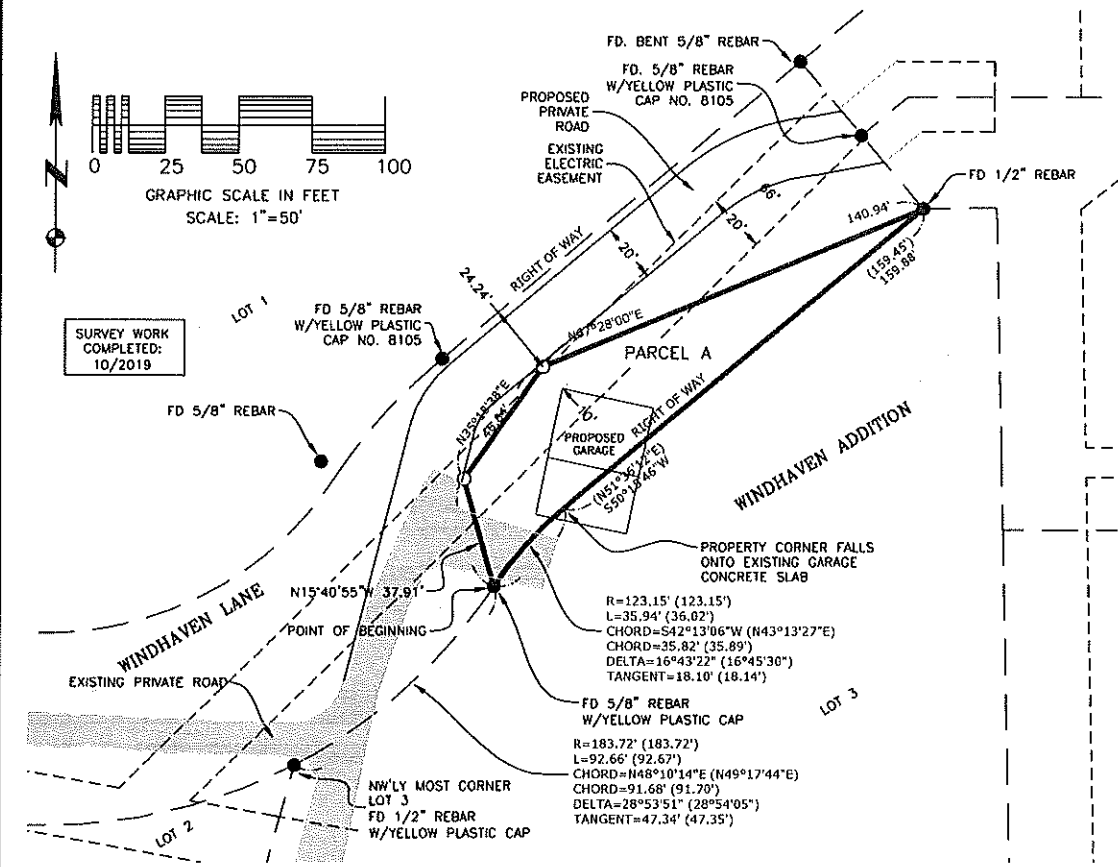 FD. BENT 5/8" REBAR
FD. 5/8" REBAR
W/YELLOW PLASTIC
CAP NO. 8105
PROPOSED
PRIVATE
ROAD
EXISTING
ELECTRIC
EASEMENT
FD 1/2" REBAR
N
0 25 50 75 100
GRAPHIC SCALE IN FEET
SCALE: 1"=50'
66'
20'
20'
140.94'
(159.45')
159.88'
RIGHT OF WAY
24.24'
LOT 1
FD 5/8" REBAR
W/YELLOW PLASTIC
CAP NO. 8105
SURVEY WORK
COMPLETED:
10/2019
PARCEL A
FD 5/8" REBAR
16'
PROPOSED
GARAGE
RIGHT OF WAY
(N51°36'12"E)
WINDHAVEN ADDITION
PROPERTY CORNER FALLS
ONTO EXISTING GARAGE
CONCRETE SLAB
N15°40'55"W 37.91'
POINT OF BEGINNING
WINDHAVEN LANE
R=123.15' (123.15')
L=35.94' (36.02')
CHORD=S42°13'06"W (N43°13'27"E)
CHORD=35.82' (35.89')
DELTA=16°43'22" (16°45'30")
TANGENT=18.10' (18.14')
EXISTING PRIVATE ROAD
FD 5/8" REBAR
W/YELLOW PLASTIC CAP
LOT 3
R=183.72' (183.72')
L=92.66' (92.67')
CHORD=N48°10'14"E (N49°17'44"E)
CHORD=91.68' (91.70')
DELTA=28°53'51" (28°54'05")
TANGENT=47.34' (47.35')
NW'LY MOST CORNER
LOT 3
FD 1/2" REBAR
W/YELLOW PLASTIC CAP
LOT 2